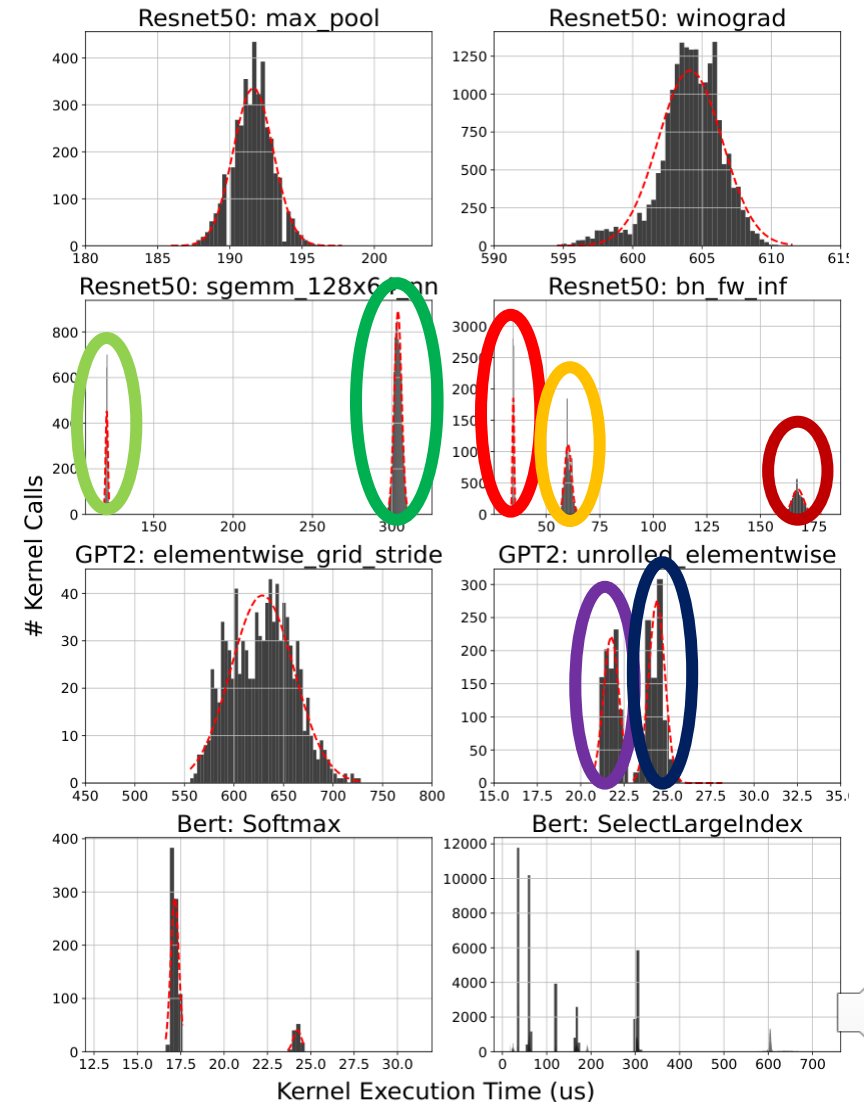 Resnet50: max_pool
Resnet50: winograd
400
300
200
100
0
180 185 190 195 200
1250
1000
750
500
250
0
590 595 600 605 610 615
Resnet50: sgemm_128x6 _nn
Resnet50: bn_fw_inf
800
600
400
200
0
150 200 250 300
3000
2500
2000
1500
1000
500
0
50 75 100 125 150 175
# Kernel Calls
GPT2: elementwise_grid_stride
GPT2: unrolled_elementwise
40
30
20
10
0
450 500 550 600 650 700 750 800
300
250
200
150
100
50
0
15.0 17.5 20.0 22.5 25.0 27.5 30.0 32.5 35.
Bert: Softmax
Bert: SelectLargeIndex
400
300
200
100
0
12.5 15.0 17.5 20.0 22.5 25.0 27.5 30.0
12000
10000
8000
6000
4000
2000
0
0 100 200 300 400 500 600 700
Kernel Execution Time (us)